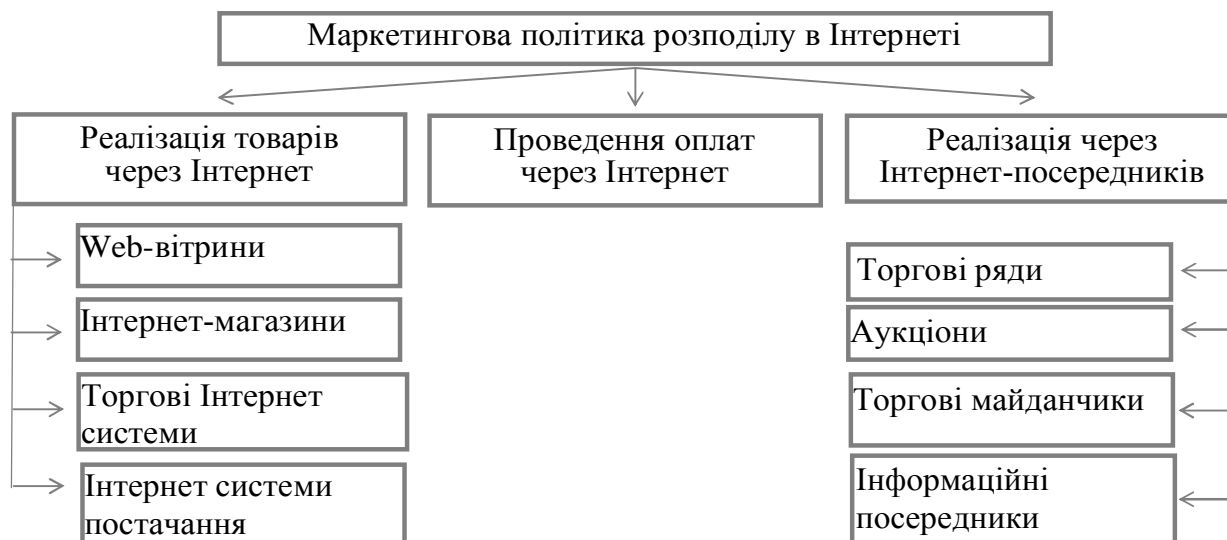 Маркетингова політика розподілу в Інтернеті
Реалізація товарів
через Інтернет
Проведення оплат
через Інтернет
Реалізація через
Інтернет-посередників
Web-вітрини
Інтернет-магазини
Торгові Інтернет
системи
Інтернет системи
постачання
Торгові ряди
Аукціони
Торгові майданчики
Інформаційні
посередники